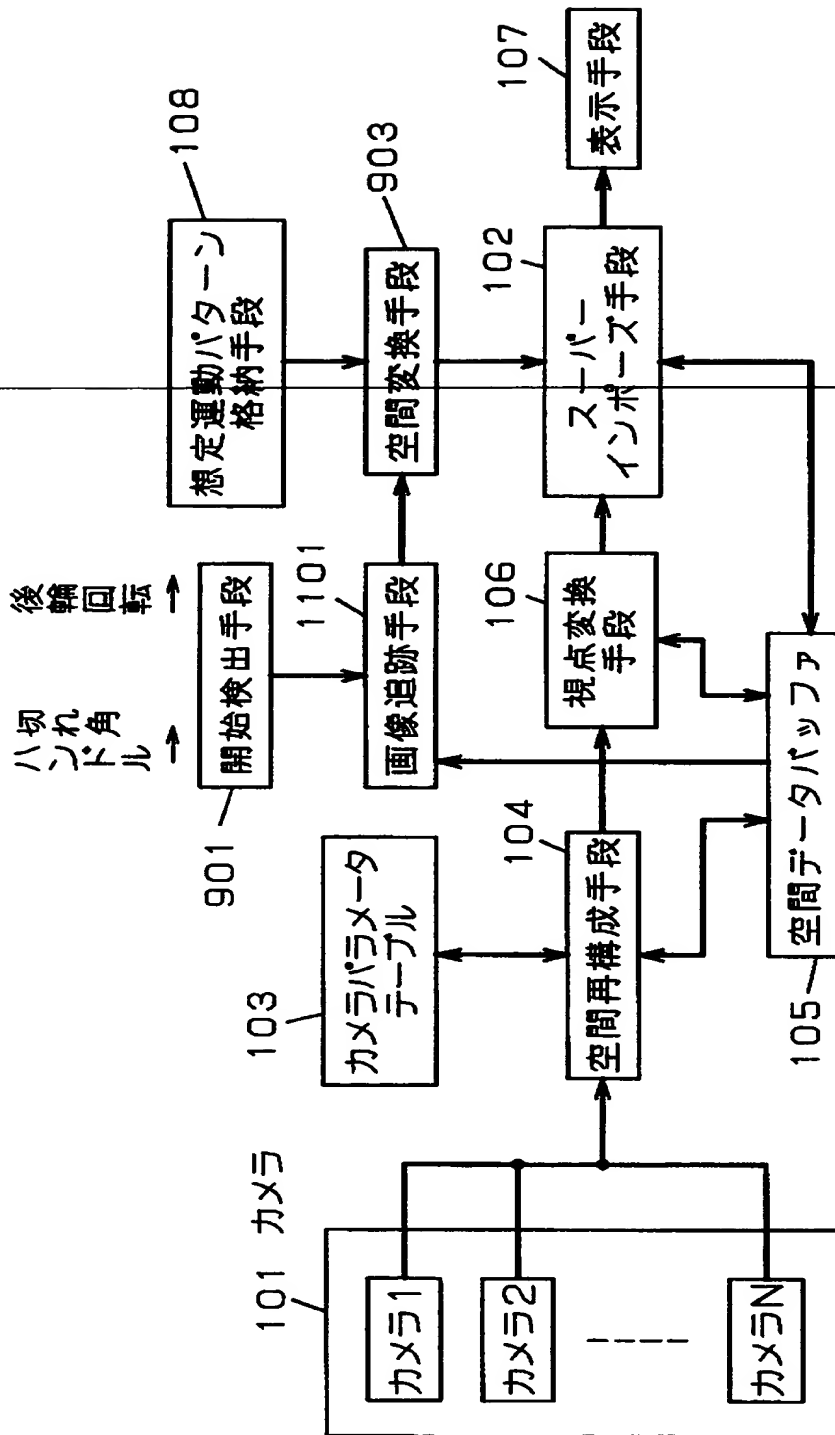 ハンドル
切れ角
後輪
回転
901
開始検出手段
108
想定運動パターン
格納手段
103
カメラパラメータ
テーブル
1101
画像追跡手段
903
空間変換手段
101 カメラ
カメラ1
カメラ2
カメラN
104
空間再構成手段
106
視点変換
手段
102
スーパー
インポーズ手段
107
表示手段
105
空間データバッファ